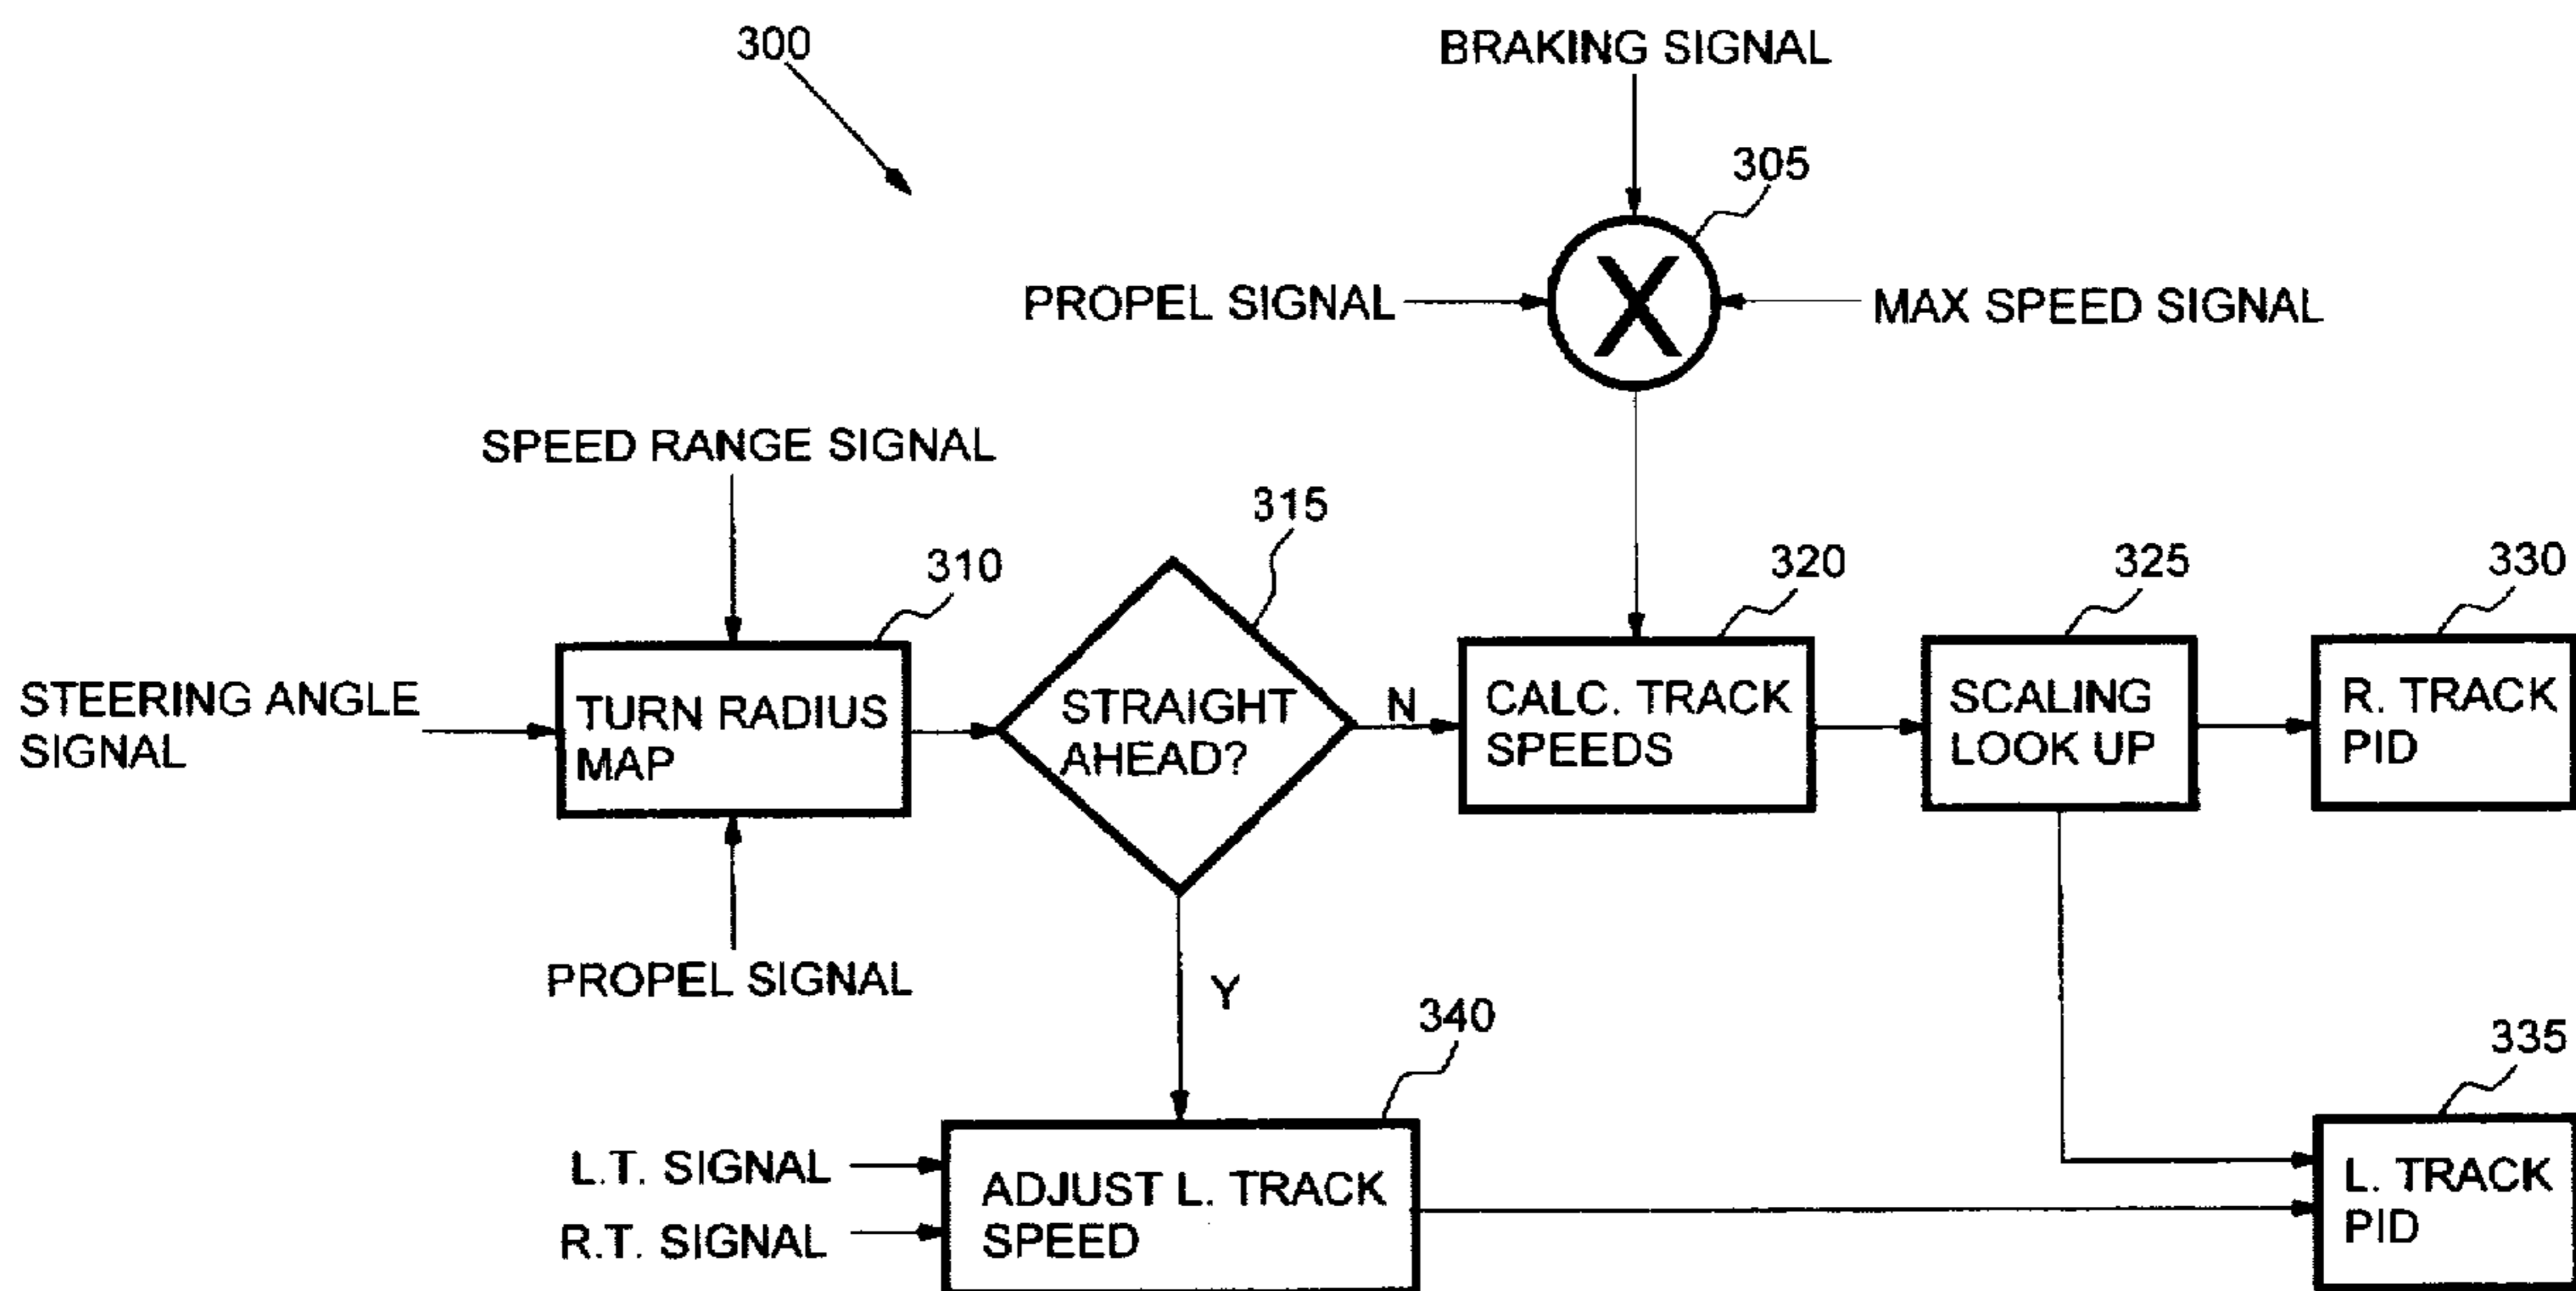 300
BRAKING SIGNAL
305
PROPEL SIGNAL
X
MAX SPEED SIGNAL
SPEED RANGE SIGNAL
310
315
320
325
330
STEERING ANGLE
SIGNAL
TURN RADIUS
MAP
STRAIGHT
AHEAD?
N
CALC. TRACK
SPEEDS
SCALING
LOOK UP
R. TRACK
PID
PROPEL SIGNAL
Y
340
335
L.T. SIGNAL
R.T. SIGNAL
ADJUST L. TRACK
SPEED
L. TRACK
PID